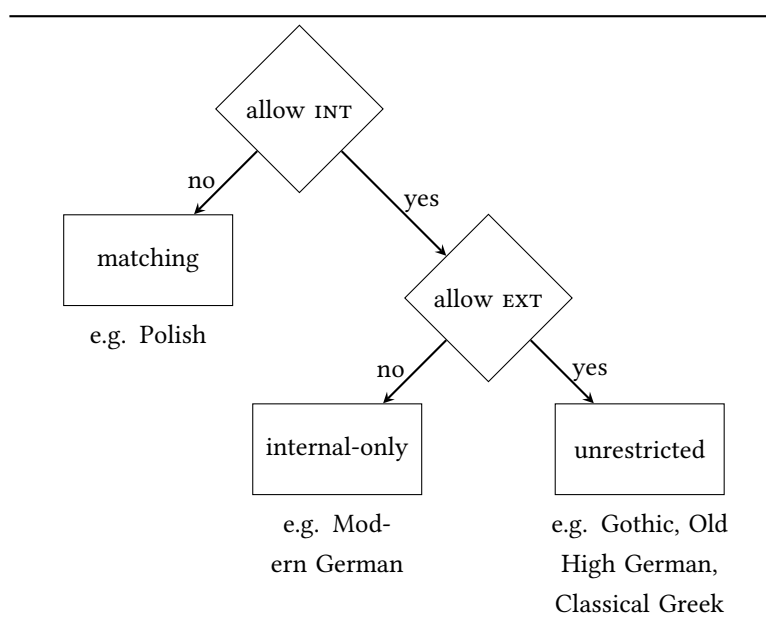 allow INT
no
yes
matching
allow EXT
e.g. Polish
no
yes
internal-only
unrestricted
e.g. Mod-
ern German
e.g. Gothic, Old
High German,
Classical Greek